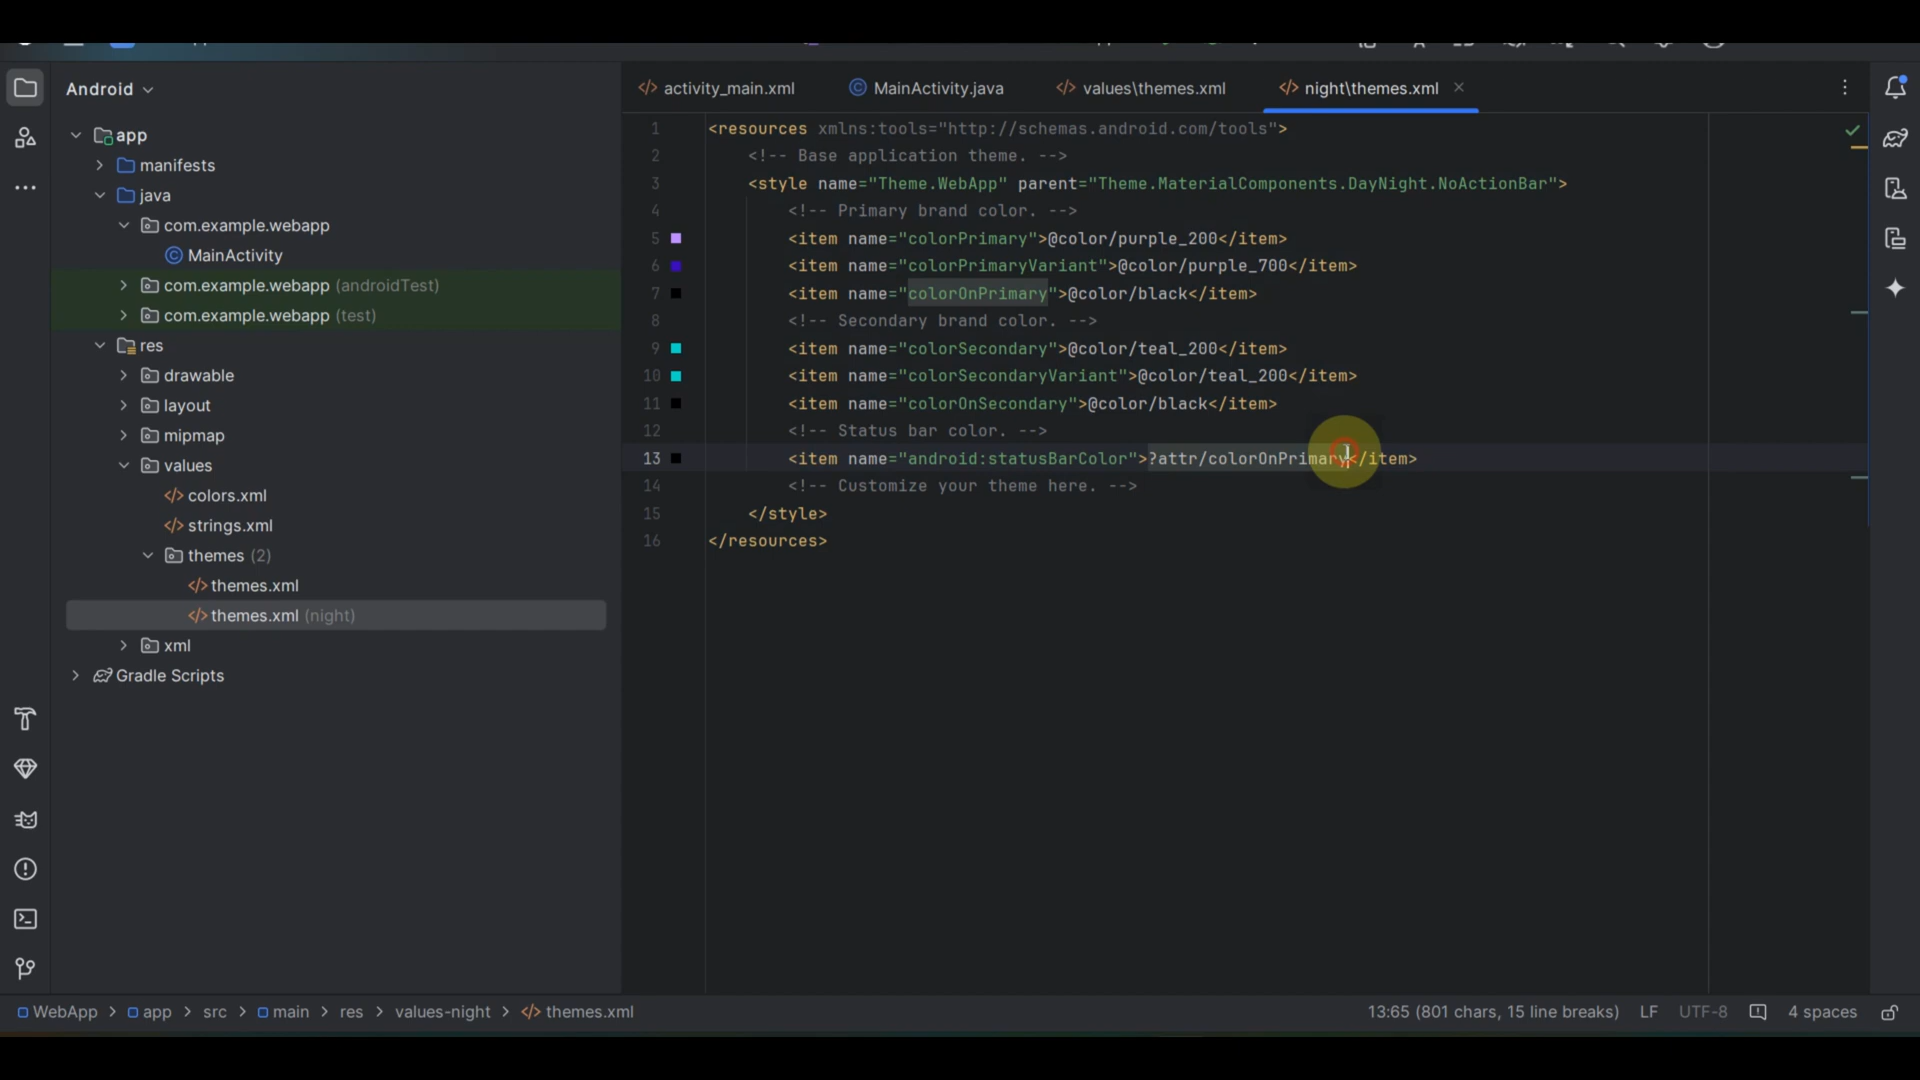 Android
activity_main.xml
MainActivity.java
values\themes.xml
night\themes.xml
app
manifests
java
com.example.webapp
MainActivity
com.example.webapp (androidTest)
com.example.webapp (test)
res
drawable
layout
mipmap
values
colors.xml
strings.xml
themes (2)
themes.xml
themes.xml (night)
xml
Gradle Scripts
1 <resources xmlns:tools="http://schemas.android.com/tools">
2 <!-- Base application theme. -->
3 <style name="Theme.WebApp" parent="Theme.MaterialComponents.DayNight.NoActionBar">
4 <!-- Primary brand color. -->
5 <item name="colorPrimary">@color/purple_200</item>
6 <item name="colorPrimaryVariant">@color/purple_700</item>
7 <item name="colorOnPrimary">@color/black</item>
8 <!-- Secondary brand color. -->
9 <item name="colorSecondary">@color/teal_200</item>
10 <item name="colorSecondaryVariant">@color/teal_200</item>
11 <item name="colorOnSecondary">@color/black</item>
12 <!-- Status bar color. -->
13 <item name="android:statusBarColor">?attr/colorOnPrimary</item>
14 <!-- Customize your theme here. -->
15 </style>
16 </resources>
WebApp > app > src > main > res > values-night > themes.xml
13:65 (801 chars, 15 line breaks) LF UTF-8 4 spaces